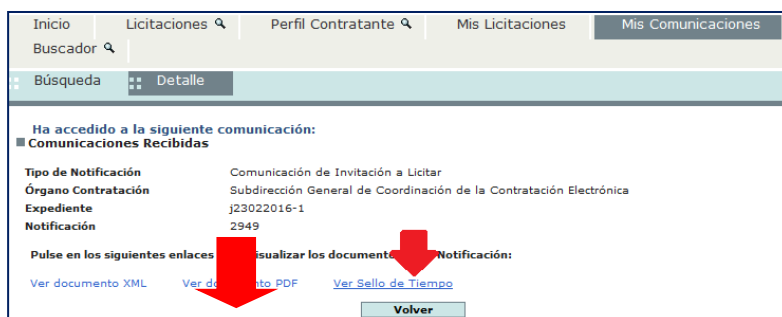 Inicio Licitaciones Perfil Contratante Mis Licitaciones Mis Comunicaciones
Buscador
Búsqueda Detalle
Ha accedido a la siguiente comunicación:
Comunicaciones Recibidas
Tipo de Notificación Comunicación de Invitación a Licitar
Órgano Contratación Subdirección General de Coordinación de la Contratación Electrónica
Expediente j23022016-1
Notificación 2949
Pulse en los siguientes enlaces visualizar los documento Notificación:
Ver documento XML Ver documento PDF Ver Sello de Tiempo
Volver